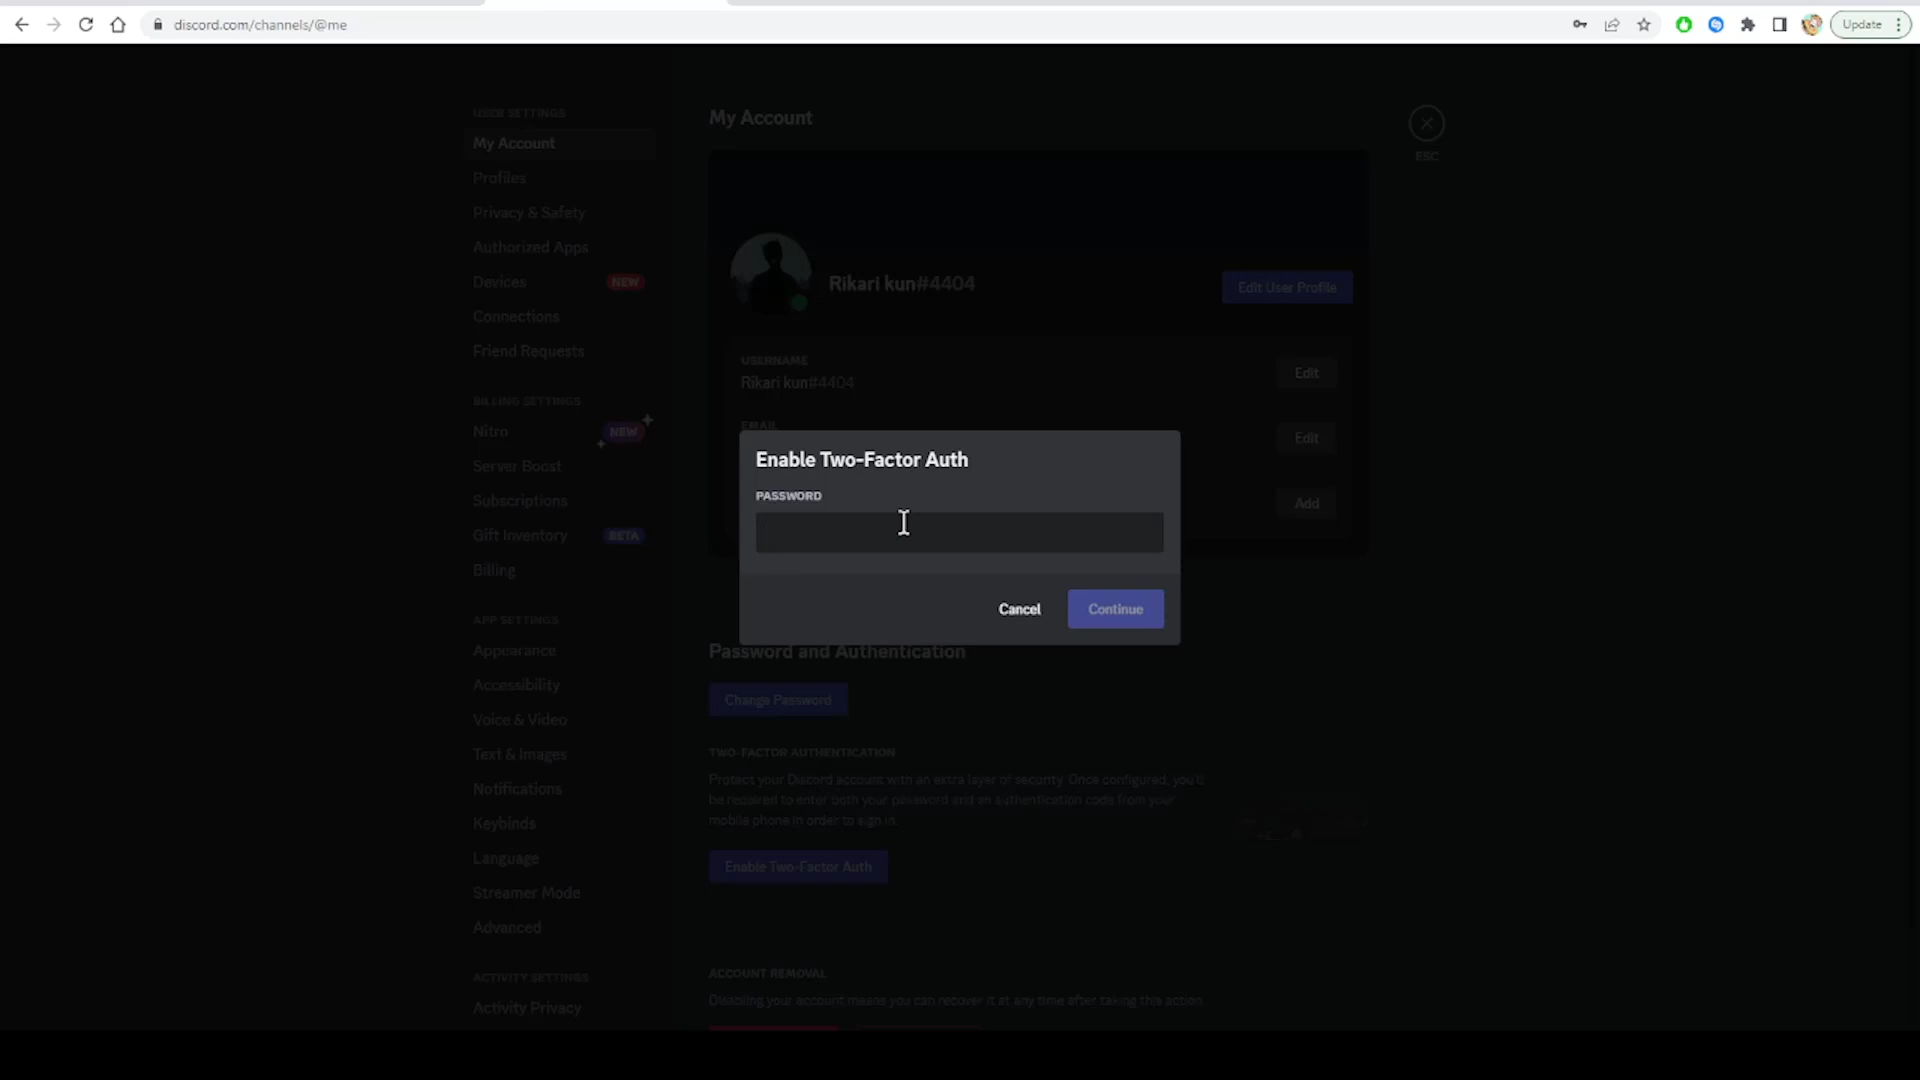 discord.com/channels/@me
Update
USER SETTINGS
My Account
Profiles
Privacy & Safety
Authorized Apps
Devices NEW
Connections
Friend Requests
BILLING SETTINGS
Nitro NEW
Server Boost
Subscriptions
Gift Inventory BETA
Billing
APP SETTINGS
Appearance
Accessibility
Voice & Video
Text & Images
Notifications
Keybinds
Language
Streamer Mode
Advanced
ACTIVITY SETTINGS
Activity Privacy
My Account
ESC
Rikari kun#4404
Edit User Profile
USERNAME
Rikari kun#4404
Edit
EMAIL
Edit
Add
Enable Two-Factor Auth
PASSWORD
Cancel
Continue
Password and Authentication
Change Password
TWO-FACTOR AUTHENTICATION
Protect your Discord account with an extra layer of security. Once configured, you'll
be required to enter both your password and an authentication code from your
mobile phone in order to sign in.
Enable Two-Factor Auth
ACCOUNT REMOVAL
Disabling your account means you can recover it at any time after taking this action.